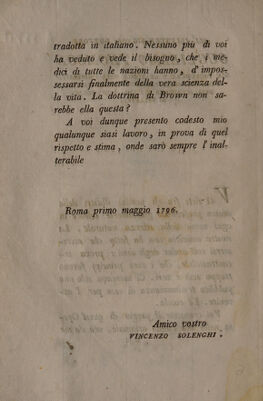 tradotta in italiano. Nessuno più di voi
ha veduto e vede il bisogno, che i me-
dici di tutte le nazioni hanno, d'impos-
sessarsi finalmente della vera scienza del-
la vita. La dottrina di Brown non sa-
rebbe ella questa?
A voi dunque presento codesto mio
qualunque siasi lavoro, in prova di quel
rispetto e stima, onde sarò sempre l'inal-
terabile
Roma primo maggio 1796.
Amico vostro
VINCENZO SOLENGHI.